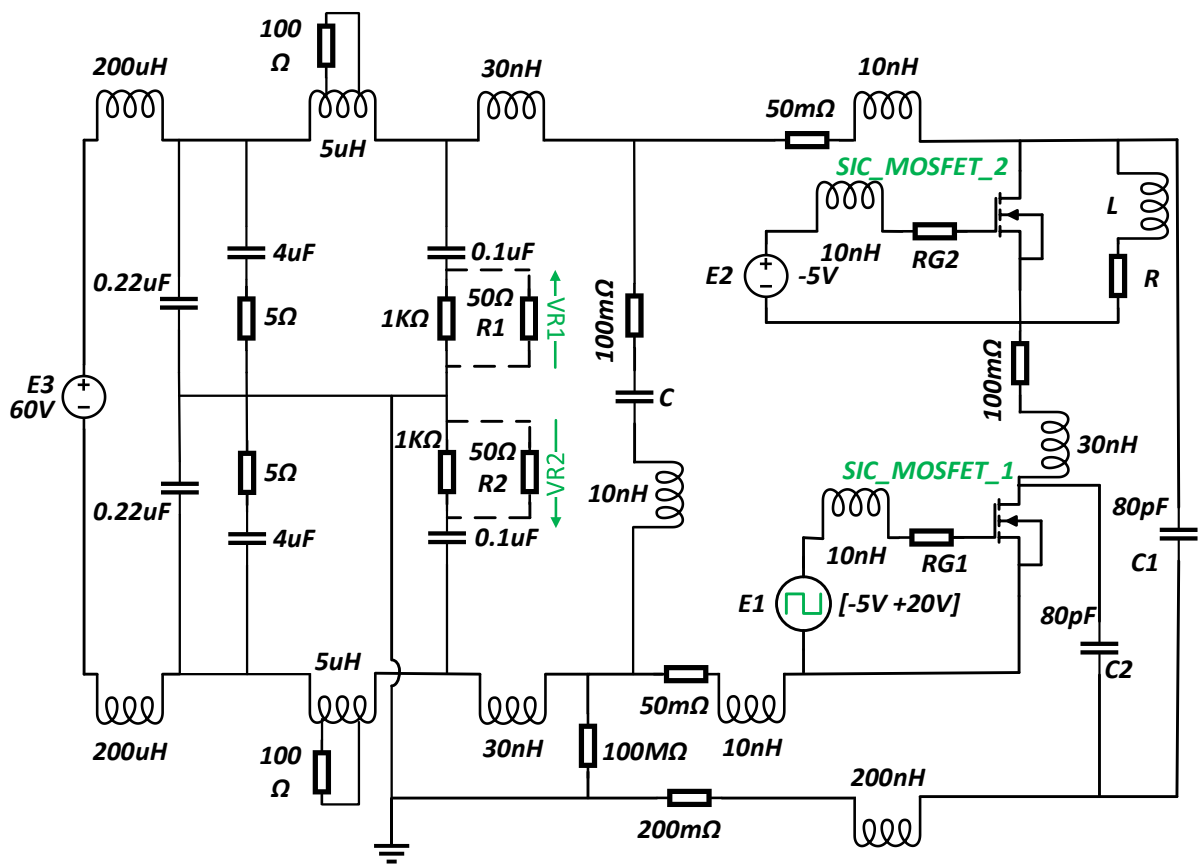 100
Ω
200uH
30nH
10nH
50mΩ
5uH
SIC_MOSFET_2
L
4uF
0.1uF
10nH
0.22uF
E2
-5V
RG2
R
5Ω
1KΩ
50Ω
R1
VR1
100mΩ
100mΩ
E3
60V
C
1KΩ
50Ω
R2
VR2
30nH
5Ω
SIC_MOSFET_1
10nH
0.22uF
4uF
0.1uF
80pF
C1
10nH
RG1
E1
[-5V +20V]
80pF
C2
5uH
50mΩ
200uH
30nH
100MΩ
10nH
100
Ω
200nH
200mΩ